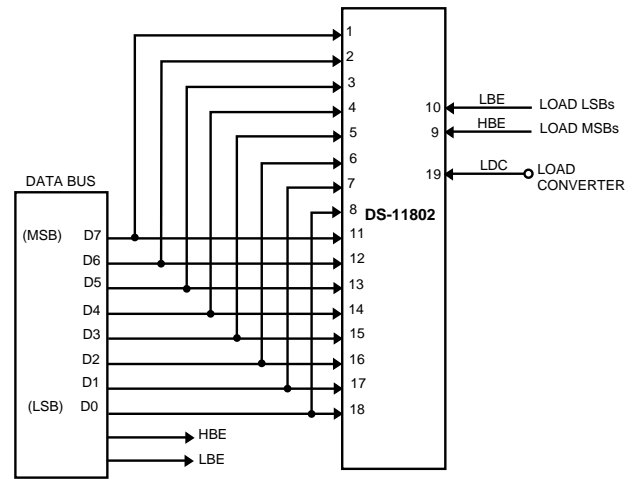 1
2
3
4
5
6
7
8
DS-11802
11
12
13
14
15
16
17
18
10 LBE LOAD LSBs
9 HBE LOAD MSBs
19 LDC LOAD
CONVERTER
DATA BUS
(MSB) D7
D6
D5
D4
D3
D2
D1
(LSB) D0
HBE
LBE